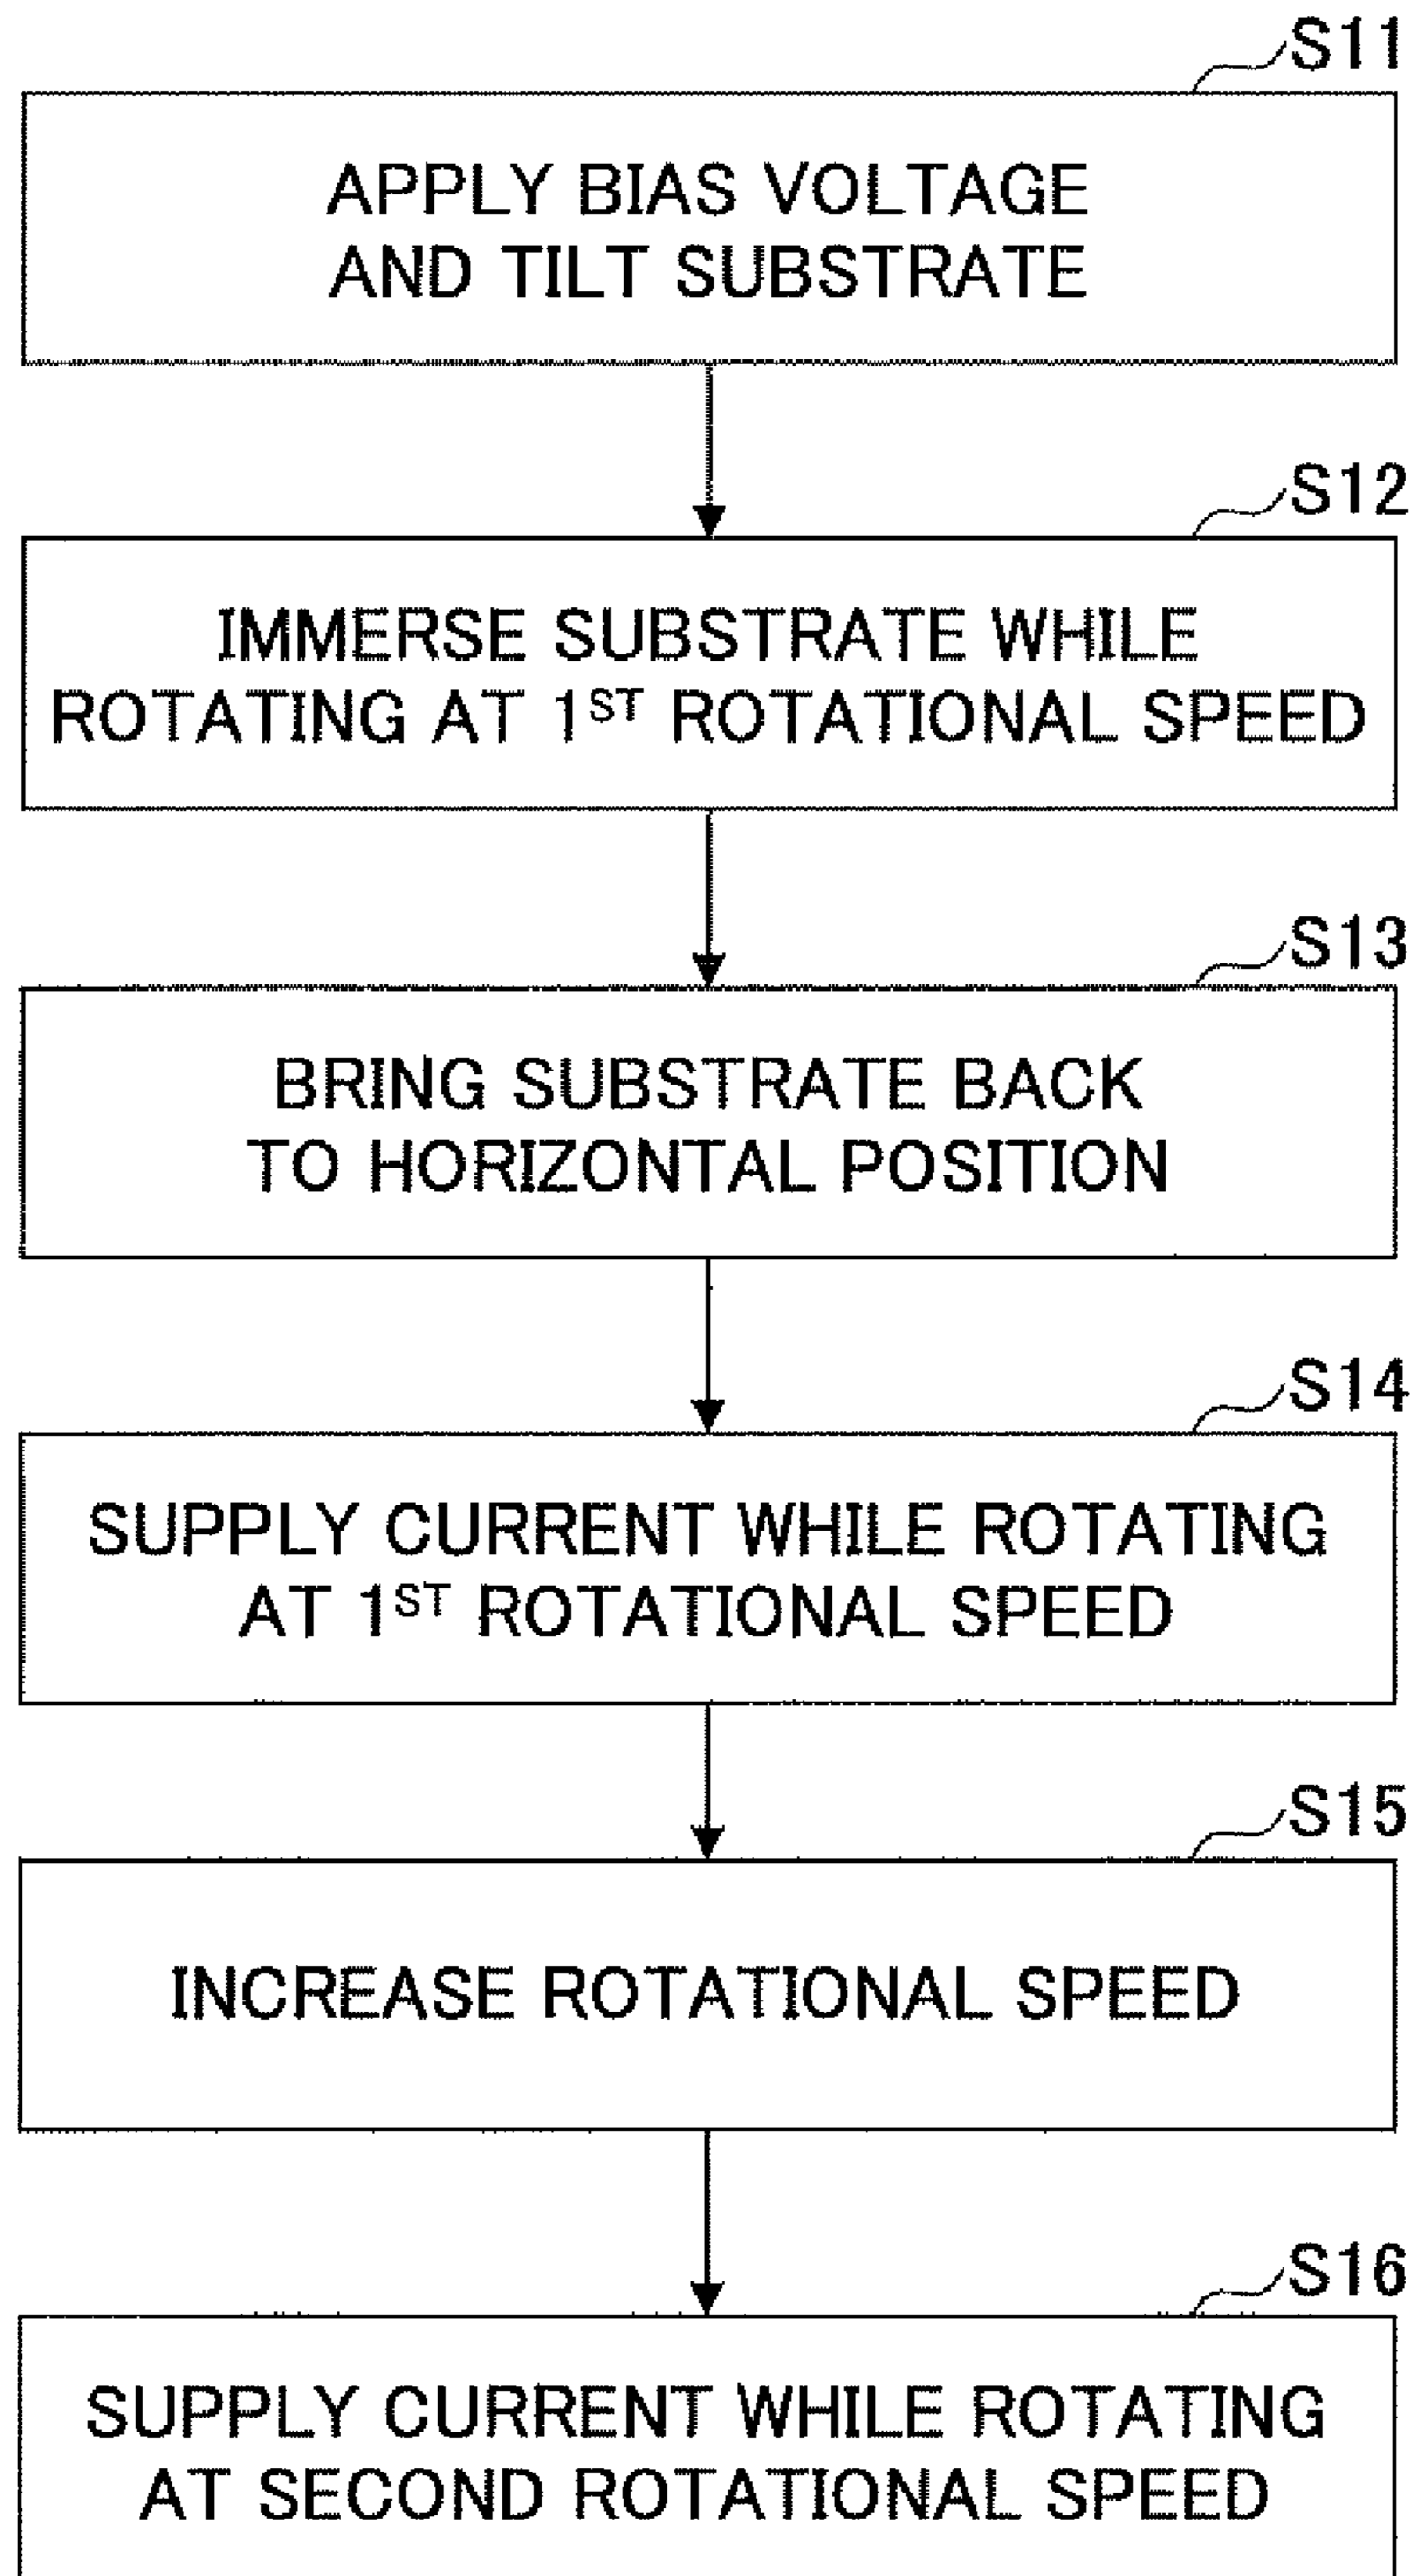 S11
APPLY BIAS VOLTAGE
AND TILT SUBSTRATE
S12
IMMERSE SUBSTRATE WHILE
ROTATING AT 1ST ROTATIONAL SPEED
S13
BRING SUBSTRATE BACK
TO HORIZONTAL POSITION
S14
SUPPLY CURRENT WHILE ROTATING
AT 1ST ROTATIONAL SPEED
S15
INCREASE ROTATIONAL SPEED
S16
SUPPLY CURRENT WHILE ROTATING
AT SECOND ROTATIONAL SPEED